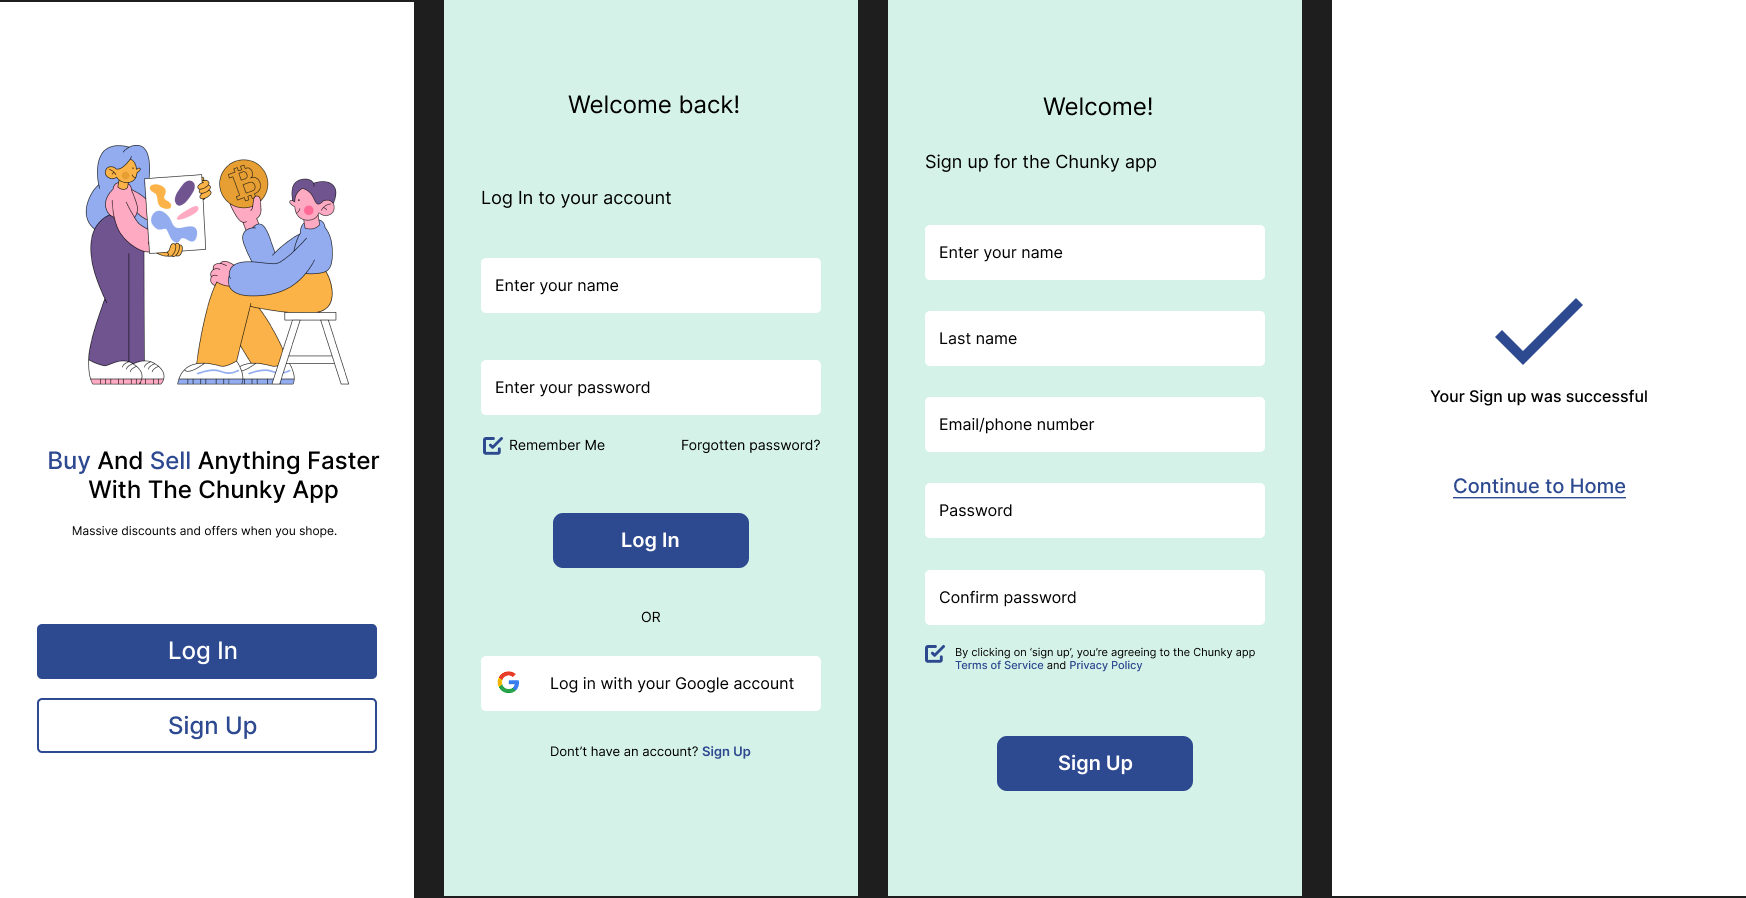 Buy And Sell Anything Faster
With The Chunky App
Massive discounts and offers when you shope.
Log In
Sign Up
Welcome back!
Log In to your account
Enter your name
Enter your password
Remember Me
Forgotten password?
Log In
OR
Log in with your Google account
Dont’t have an account? Sign Up
Welcome!
Sign up for the Chunky app
Enter your name
Last name
Email/phone number
Password
Confirm password
By clicking on ‘sign up’, you’re agreeing to the Chunky app
Terms of Service and Privacy Policy
Sign Up
Your Sign up was successful
Continue to Home